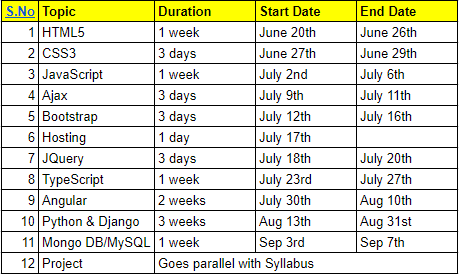 S.No Topic Duration Start Date End Date
1 HTML5 1 week June 20th June 26th
2 CSS3 3 days June 27th June 29th
3 JavaScript 1 week July 2nd July 6th
4 Ajax 3 days July 9th July 11th
5 Bootstrap 3 days July 12th July 16th
6 Hosting 1 day July 17th
7 JQuery 3 days July 18th July 20th
8 TypeScript 1 week July 23rd July 27th
9 Angular 2 weeks July 30th Aug 10th
10 Python & Django 3 weeks Aug 13th Aug 31st
11 Mongo DB/MySQL 1 week Sep 3rd Sep 7th
12 Project Goes parallel with Syllabus